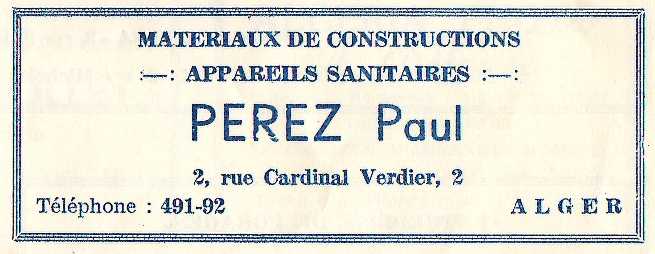 MATERIAUX DE CONSTRUCTIONS
:—: APPAREILS SANITAIRES :—:
PEREZ Paul
2, rue Cardinal Verdier, 2
Téléphone : 491-92 ALGER